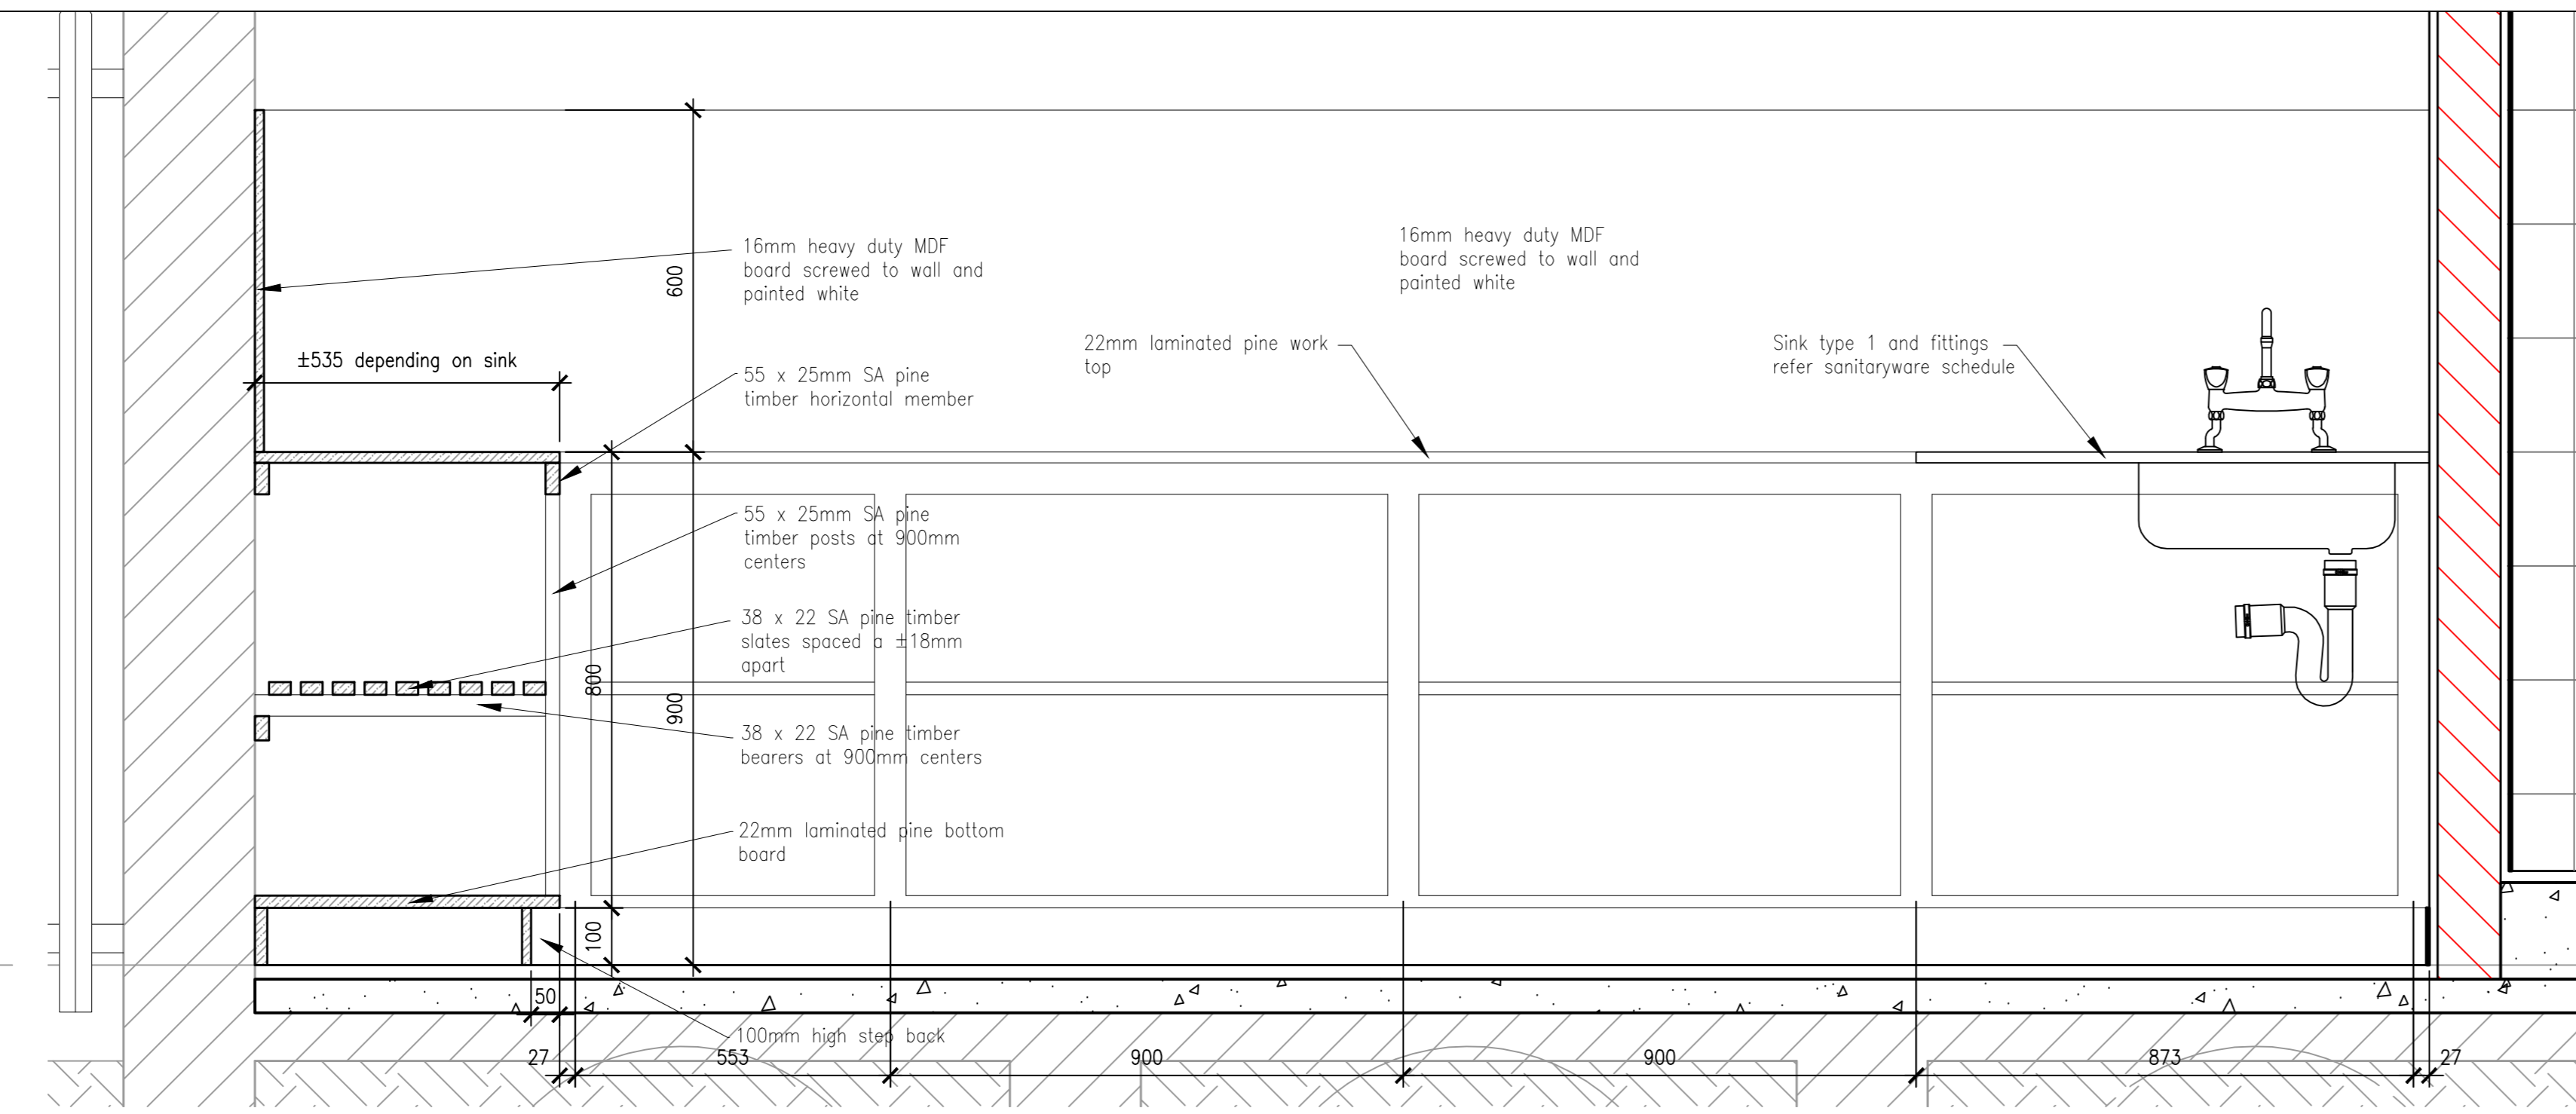 16mm heavy duty MDF
board screwed to wall and
painted white
16mm heavy duty MDF
board screwed to wall and
painted white
600
±535 depending on sink
55 x 25mm SA pine
timber horizontal member
22mm laminated pine work
top
Sink type 1 and fittings
refer sanitaryware schedule
55 x 25mm SA pine
timber posts at 900mm
centers
38 x 22 SA pine timber
slates spaced a ±18mm
apart
800
900
38 x 22 SA pine timber
bearers at 900mm centers
22mm laminated pine bottom
board
100
50
100mm high step back
27
553
900
900
873
27